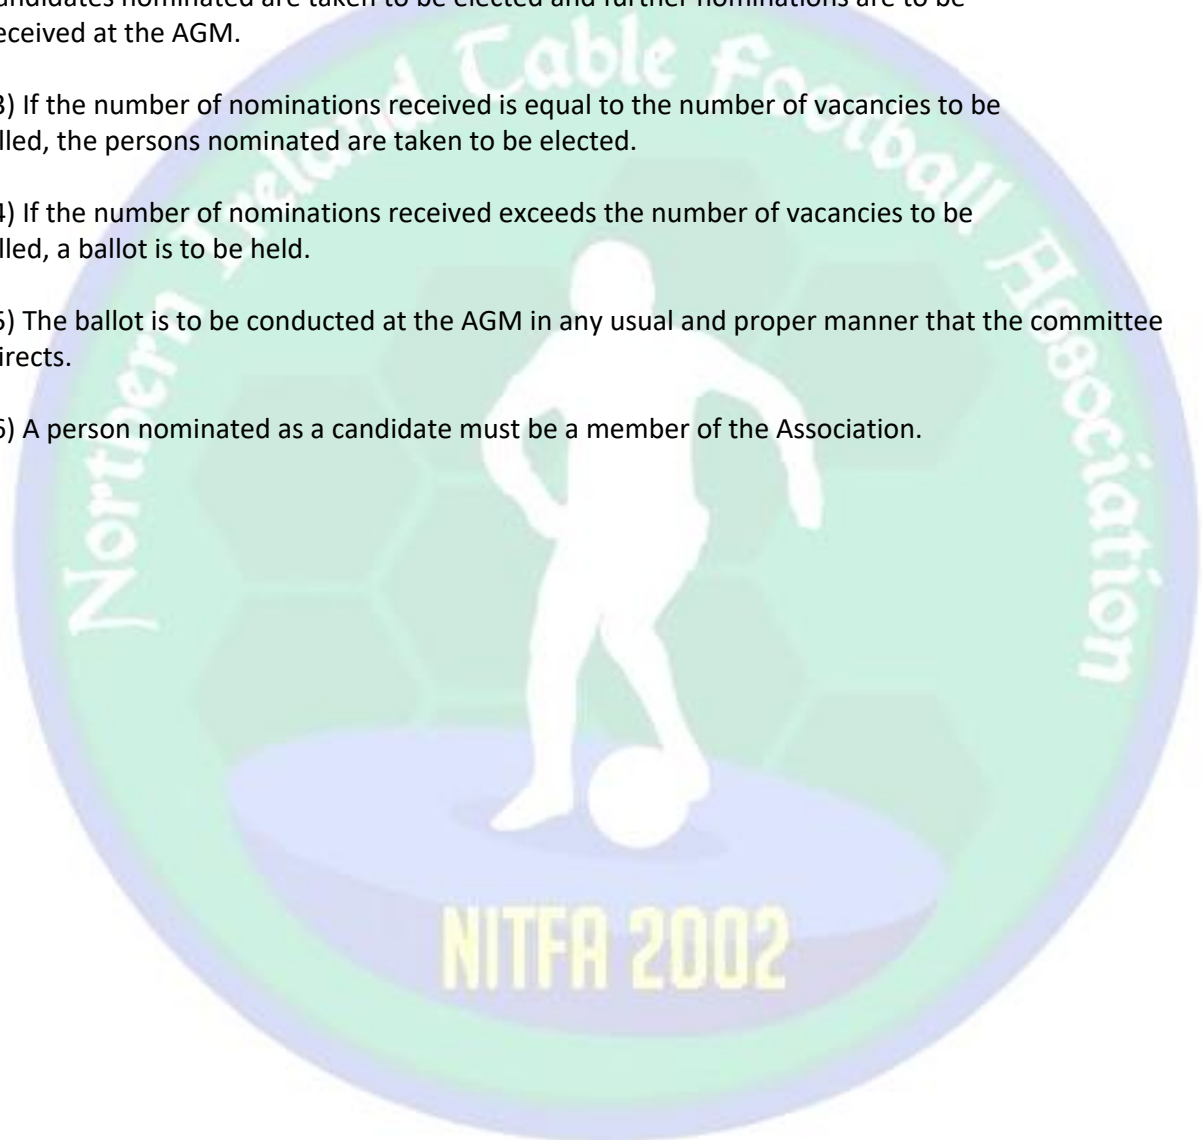 andidates nominated are taken to be elected and further nominations are to be
eceived at the AGM.
3) If the number of nominations received is equal to the number of vacancies to be
lled, the persons nominated are taken to be elected.
4) If the number of nominations received exceeds the number of vacancies to be
lled, a ballot is to be held.
5) The ballot is to be conducted at the AGM in any usual and proper manner that the committee
irects.
6) A person nominated as a candidate must be a member of the Association.
Northern Ireland Table Football Association
NITFA 2002